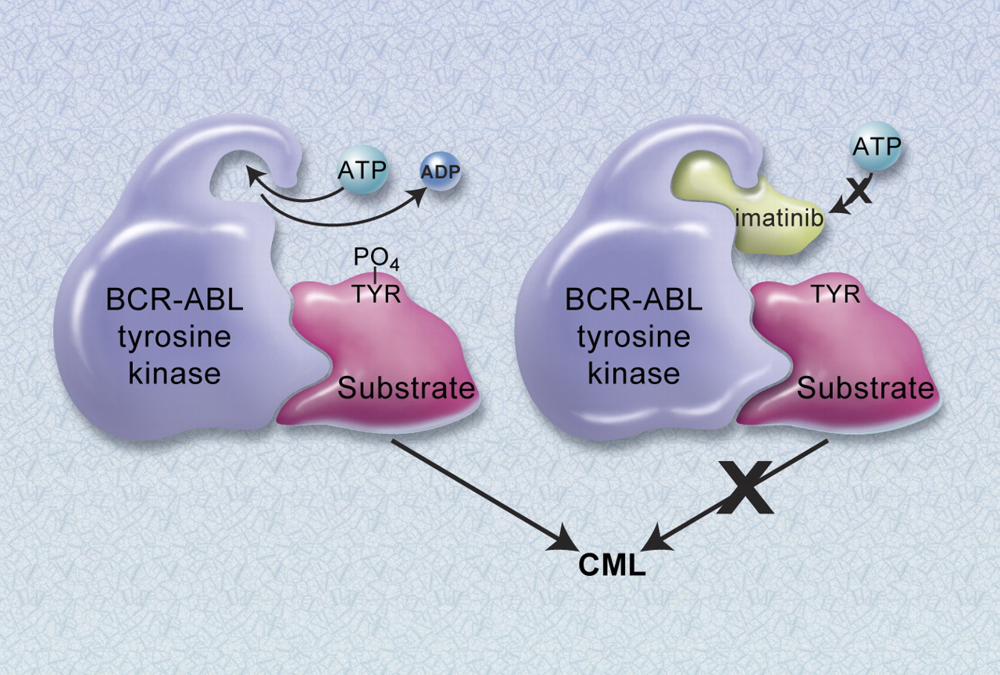 ATP
ADP
PO4
TYR
BCR-ABL
tyrosine
kinase
Substrate
ATP
X
imatinib
TYR
BCR-ABL
tyrosine
kinase
Substrate
X
CML